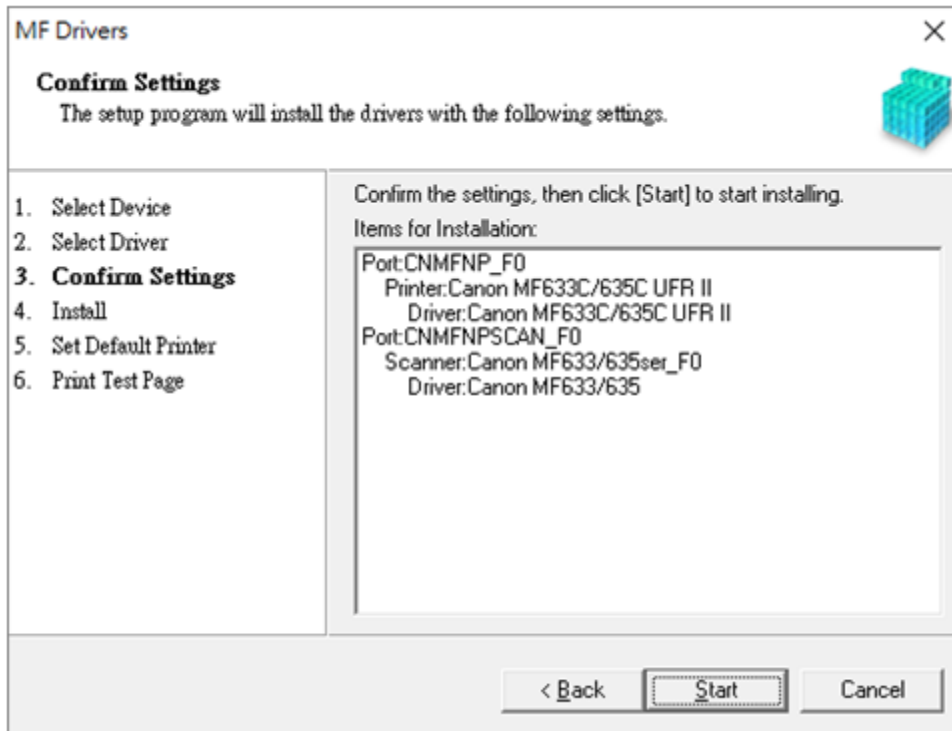 MF Drivers
Confirm Settings
The setup program will install the drivers with the following settings.
1. Select Device
2. Select Driver
3. Confirm Settings
4. Install
5. Set Default Printer
6. Print Test Page
Confirm the settings, then click [Start] to start installing.
Items for Installation:
Port:CNMFNP_F0
Printer:Canon MF633C/635C UFR II
Driver:Canon MF633C/635C UFR II
Port:CNMFNPSCAN_F0
Scanner:Canon MF633/635ser_F0
Driver:Canon MF633/635
< Back
Start
Cancel